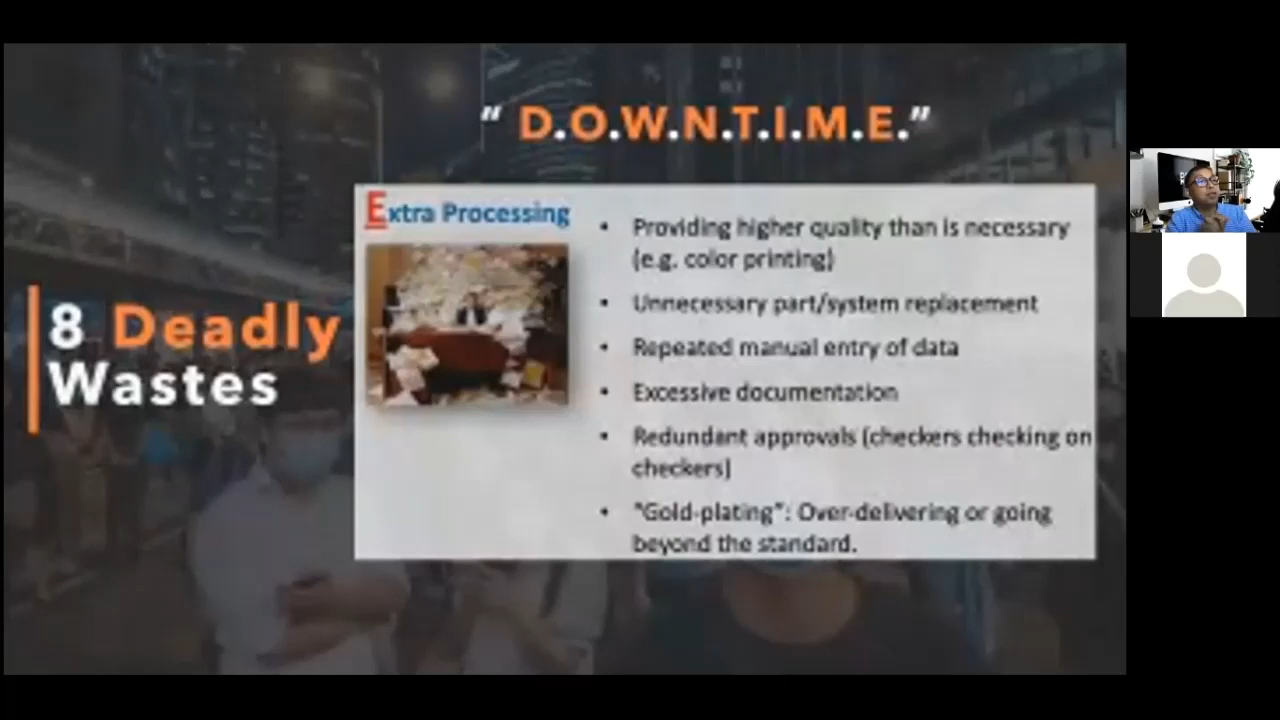 “ D.O.W.N.T.I.M.E.”
8 Deadly
Wastes
Extra Processing
• Providing higher quality than is necessary
(e.g. color printing)
• Unnecessary part/system replacement
• Repeated manual entry of data
• Excessive documentation
• Redundant approvals (checkers checking on
checkers)
• "Gold-plating": Over-delivering or going
beyond the standard.